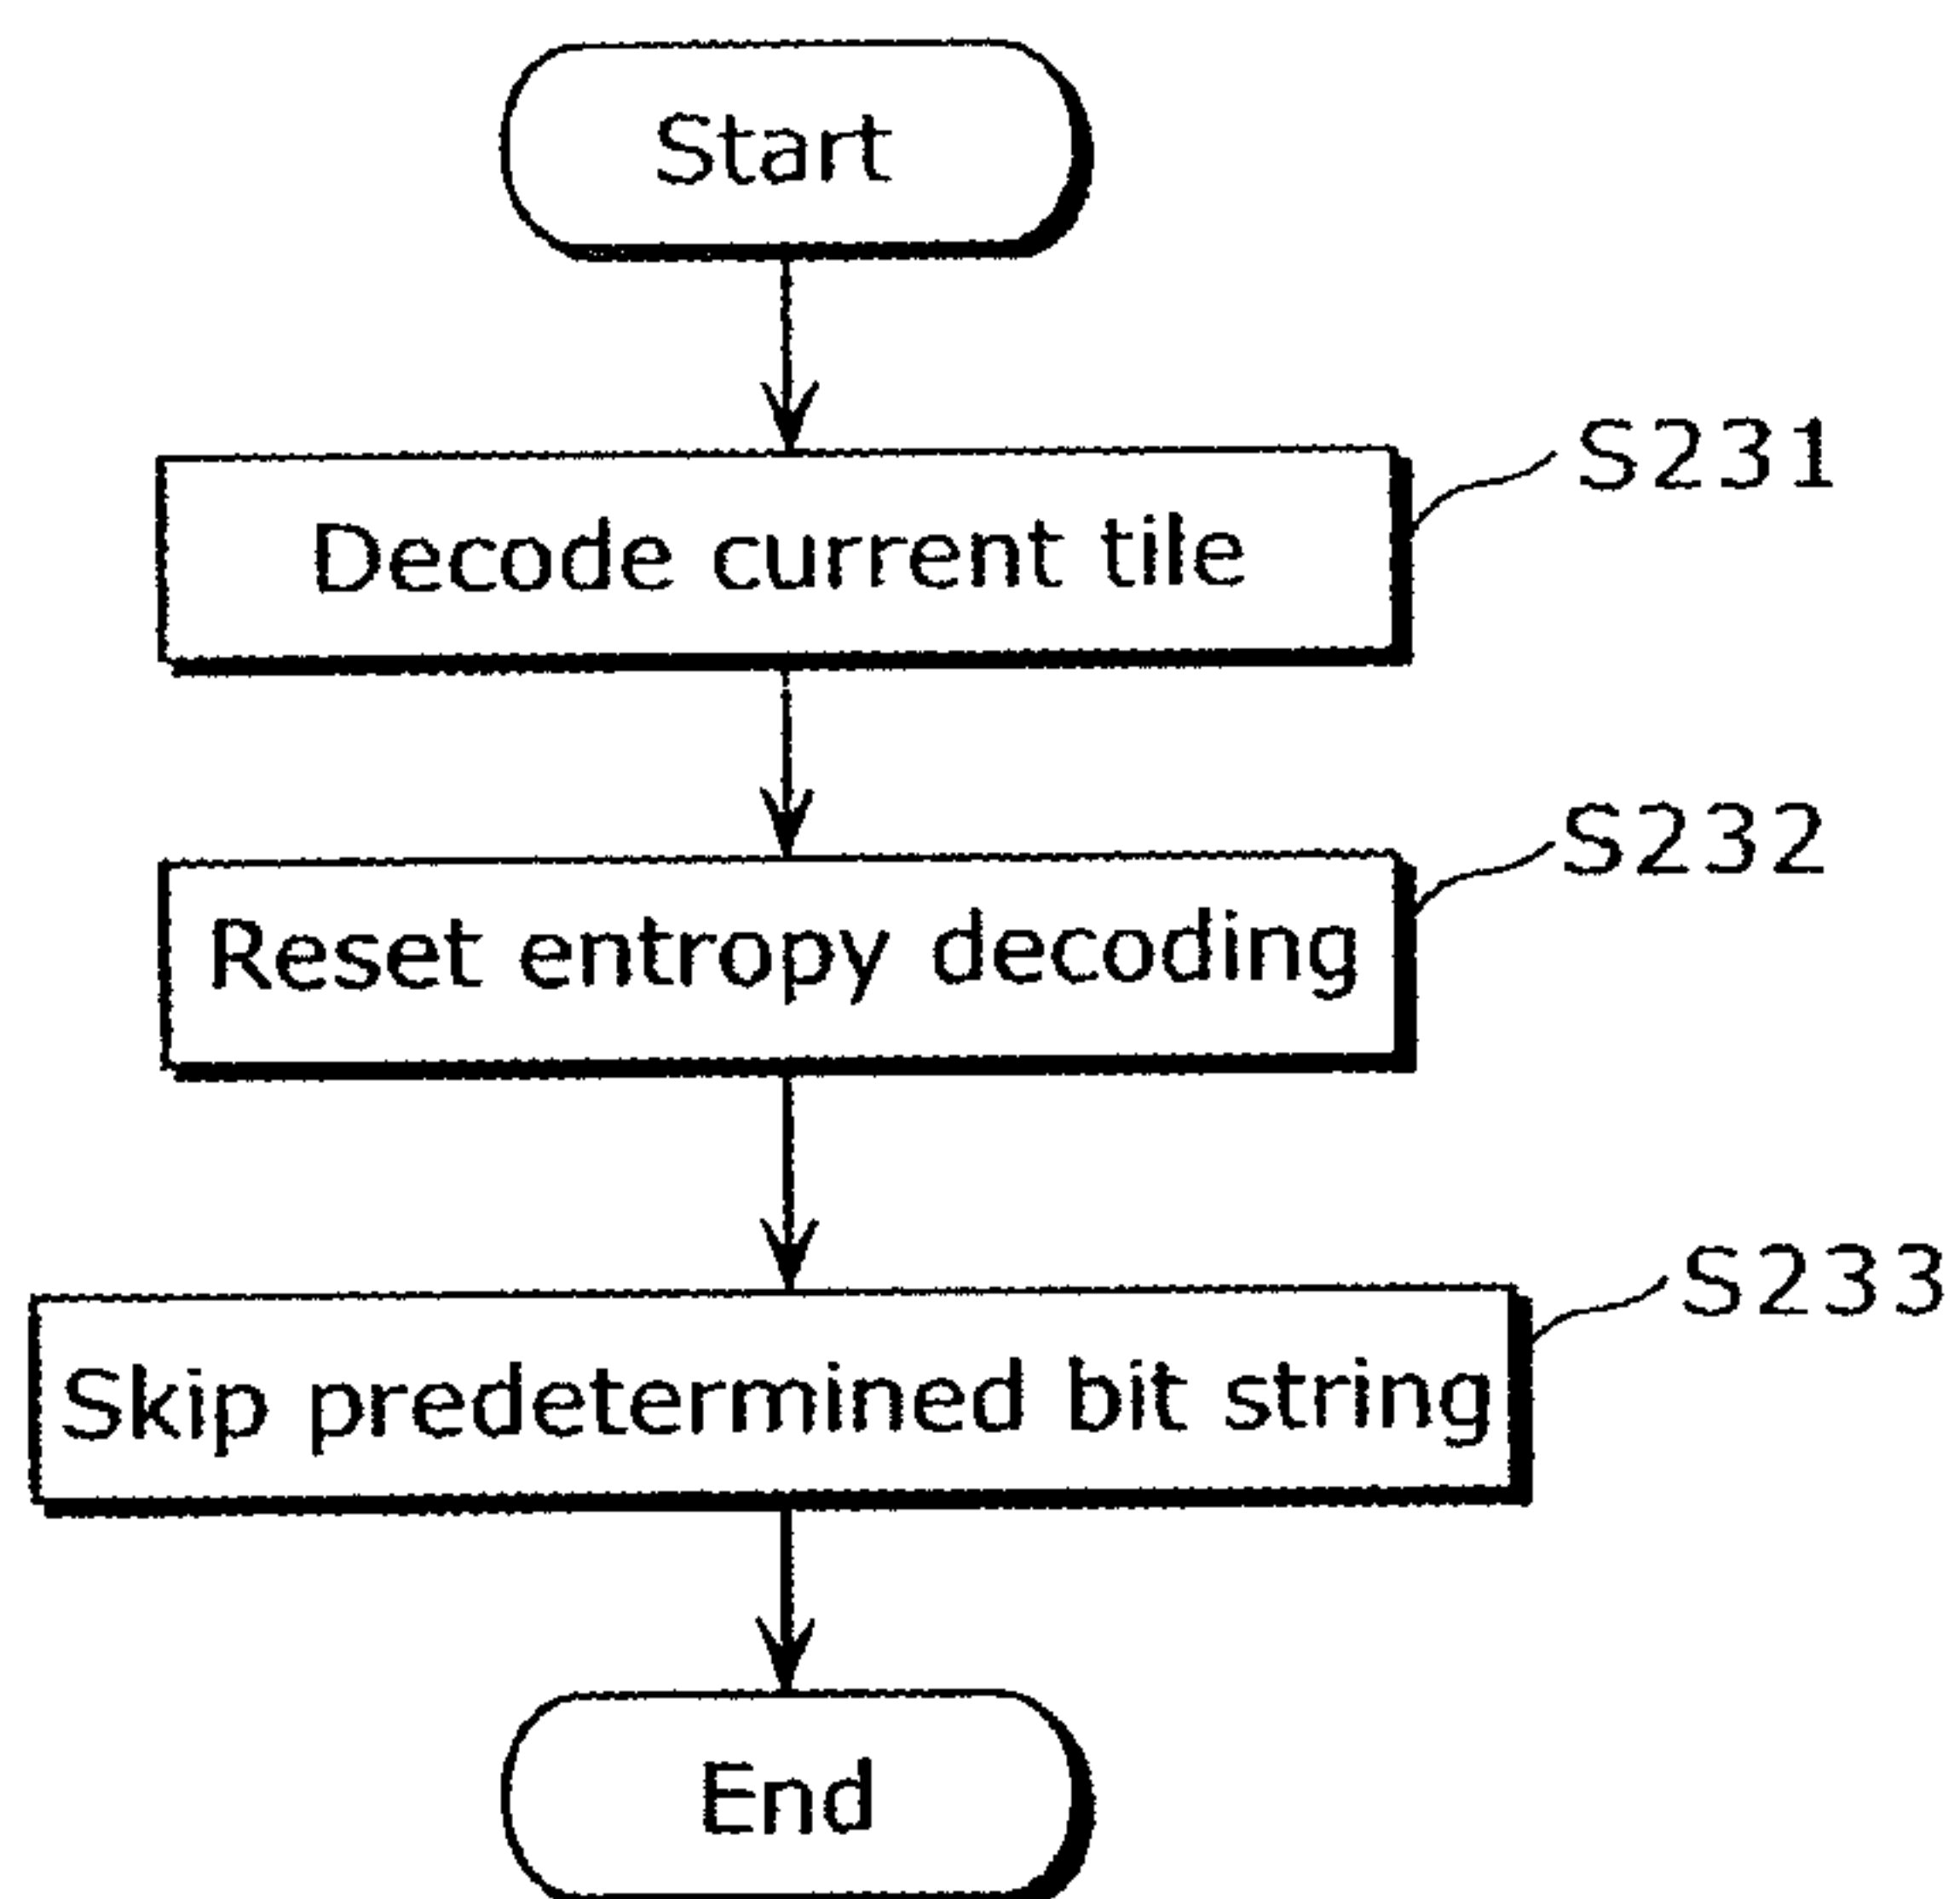 Start
S231
Decode current tile
S232
Reset entropy decoding
S233
Skip predetermined bit string
End